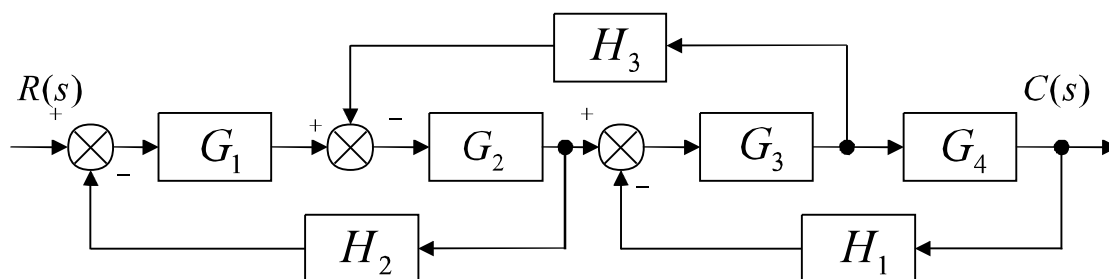 H₃
R(s)
C(s)
+
+
−
+
G₁
G₂
G₃
G₄
−
−
H₂
H₁